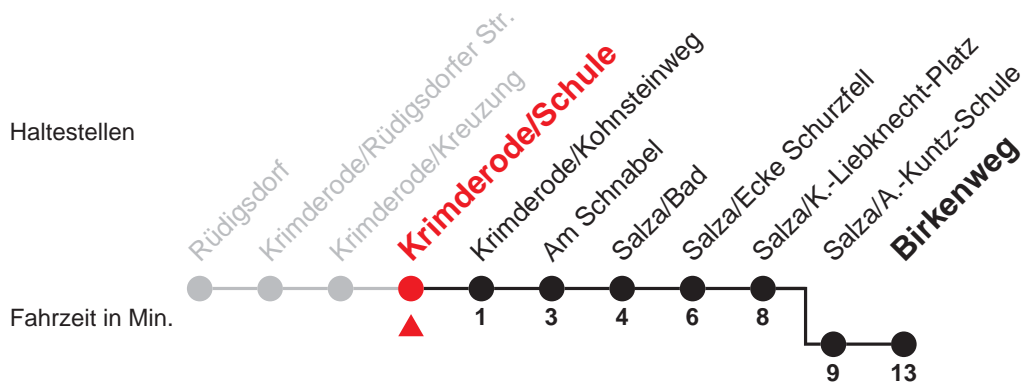 Haltestellen
Rüdigsdorf
Krimderode/Rüdigsdorfer Str.
Krimderode/Kreuzung
Krimderode/Schule
Krimderode/Kohnsteinweg
Am Schnabel
Salza/Bad
Salza/Ecke Schurzfell
Salza/K.-Liebknecht-Platz
Salza/A.-Kuntz-Schule
Birkenweg
Fahrzeit in Min.
1 3 4 6 8
9 13